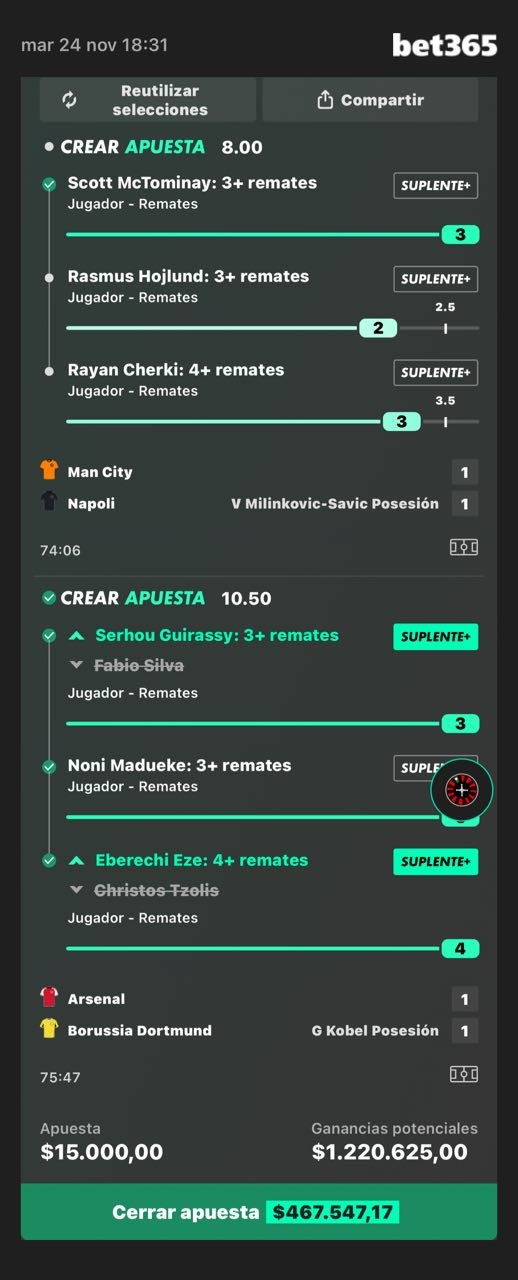 mar 24 nov 18:31
bet365
Reutilizar
selecciones
Compartir
CREAR APUESTA 8.00
Scott McTominay: 3+ remates
SUPLENTE+
Jugador - Remates
3
Rasmus Hojlund: 3+ remates
SUPLENTE+
Jugador - Remates
2.5
2
Rayan Cherki: 4+ remates
SUPLENTE+
Jugador - Remates
3.5
3
Man City 1
Napoli V Milinkovic-Savic Posesión 1
74:06
CREAR APUESTA 10.50
Serhou Guirassy: 3+ remates
SUPLENTE+
Fabio Silva
Jugador - Remates
3
Noni Madueke: 3+ remates
Jugador - Remates
Eberechi Eze: 4+ remates
SUPLENTE+
Christos Tzolis
Jugador - Remates
4
Arsenal 1
Borussia Dortmund G Kobel Posesión 1
75:47
Apuesta Ganancias potenciales
$15.000,00 $1.220.625,00
Cerrar apuesta $467.547,17